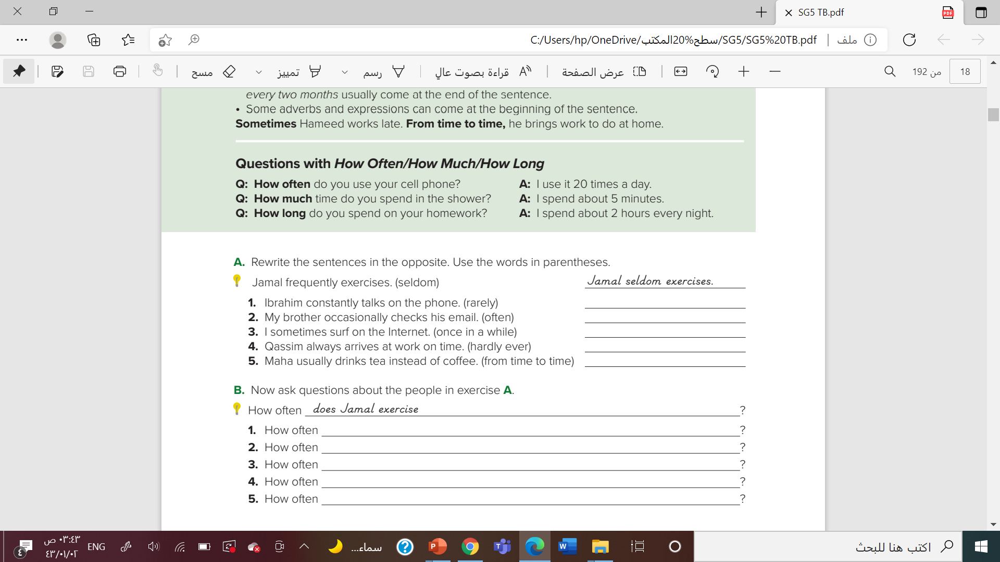 SG5 TB.pdf
C:/Users/hp/OneDrive/سطح%20المكتب/SG5/SG5%20TB.pdf
ملف
مسح
تمييز
رسم
قراءة بصوت عالٍ
عرض الصفحة
من 192
18
every two months usually come at the end of the sentence.
• Some adverbs and expressions can come at the beginning of the sentence.
Sometimes Hameed works late. From time to time, he brings work to do at home.
Questions with How Often/How Much/How Long
Q: How often do you use your cell phone? A: I use it 20 times a day.
Q: How much time do you spend in the shower? A: I spend about 5 minutes.
Q: How long do you spend on your homework? A: I spend about 2 hours every night.
A. Rewrite the sentences in the opposite. Use the words in parentheses.
Jamal frequently exercises. (seldom) Jamal seldom exercises.
1. Ibrahim constantly talks on the phone. (rarely)
2. My brother occasionally checks his email. (often)
3. I sometimes surf on the Internet. (once in a while)
4. Qassim always arrives at work on time. (hardly ever)
5. Maha usually drinks tea instead of coffee. (from time to time)
B. Now ask questions about the people in exercise A.
How often does Jamal exercise ?
1. How often ?
2. How often ?
3. How often ?
4. How often ?
5. How often ?
٠٣:٤٣ ص
٤٣/٠١/٠٢
ENG
سماء...
اكتب هنا للبحث